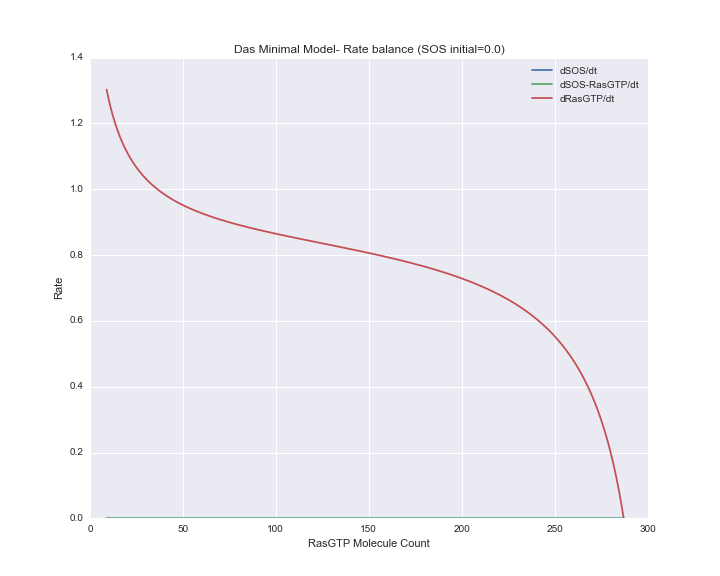 Das Minimal Model- Rate balance (SOS initial=0.0)
1.4
1.2
1.0
0.8
0.6
0.4
0.2
0.0
Rate
dSOS/dt
dSOS-RasGTP/dt
dRasGTP/dt
0 50 100 150 200 250 300
RasGTP Molecule Count